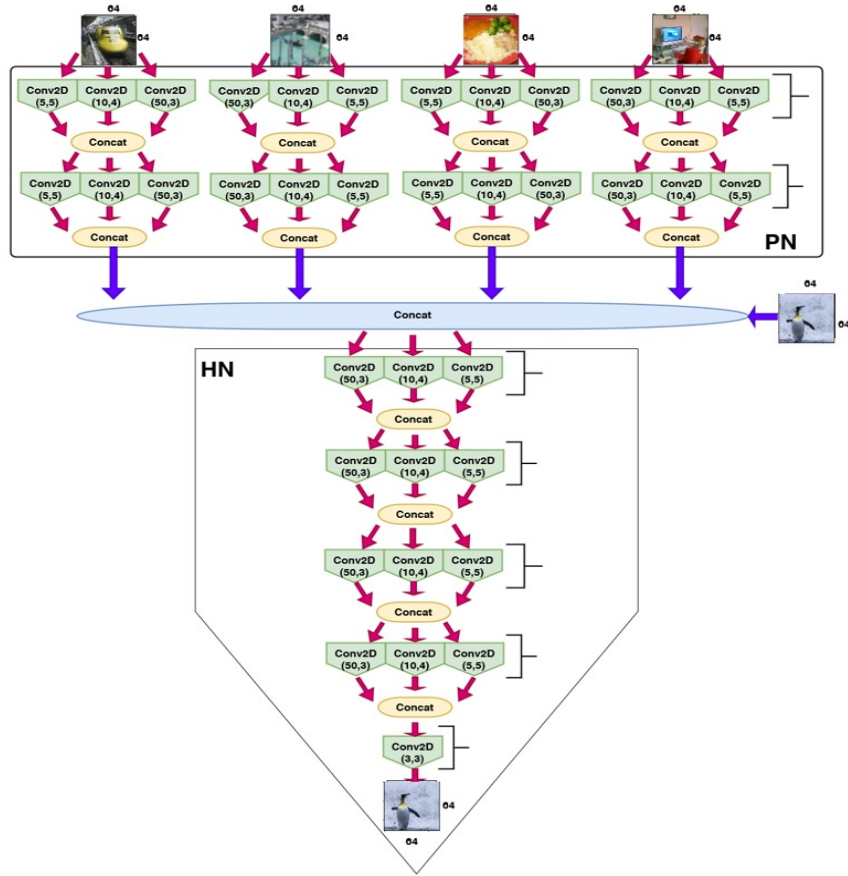 64 64 64 64
64 64 64 64
Conv2D Conv2D Conv2D Conv2D Conv2D Conv2D Conv2D Conv2D Conv2D Conv2D Conv2D Conv2D
(5,5) (10,4) (50,3) (50,3) (10,4) (5,5) (5,5) (10,4) (50,3) (50,3) (10,4) (5,5)
Concat Concat Concat Concat
Conv2D Conv2D Conv2D Conv2D Conv2D Conv2D Conv2D Conv2D Conv2D Conv2D Conv2D Conv2D
(5,5) (10,4) (50,3) (50,3) (10,4) (5,5) (5,5) (10,4) (50,3) (50,3) (10,4) (5,5)
Concat Concat Concat Concat
PN
64
Concat
64
HN
Conv2D Conv2D Conv2D
(50,3) (10,4) (5,5)
Concat
Conv2D Conv2D Conv2D
(50,3) (10,4) (5,5)
Concat
Conv2D Conv2D Conv2D
(50,3) (10,4) (5,5)
Concat
Conv2D Conv2D Conv2D
(50,3) (10,4) (5,5)
Concat
Conv2D
(3,3)
64
64